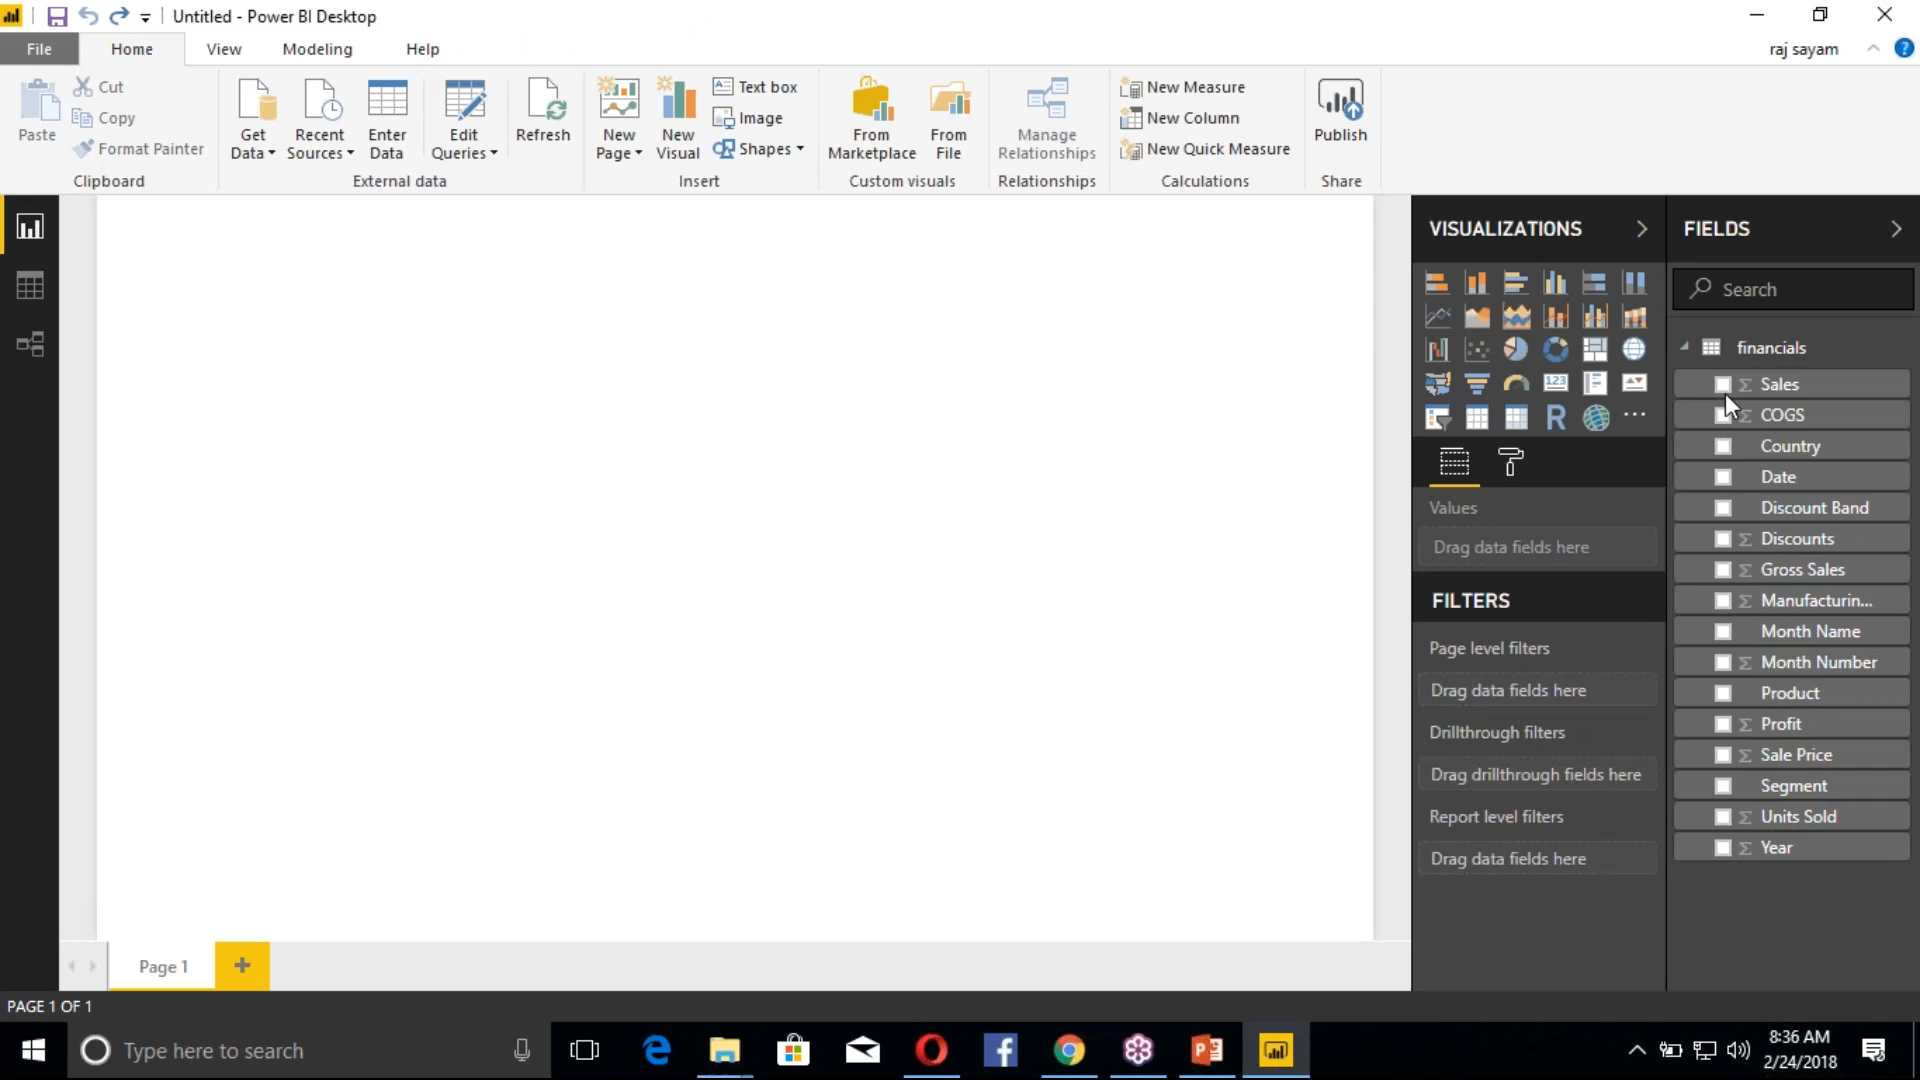 Untitled - Power BI Desktop
File Home View Modeling Help raj sayam ?
Paste
Cut
Copy
Format Painter
Clipboard
Get Data
Recent Sources
Enter Data
Edit Queries
Refresh
External data
New Page
New Visual
Text box
Image
Shapes
Insert
From Marketplace
From File
Custom visuals
Manage Relationships
Relationships
New Measure
New Column
New Quick Measure
Calculations
Publish
Share
VISUALIZATIONS
123
R
Values
Drag data fields here
FILTERS
Page level filters
Drag data fields here
Drillthrough filters
Drag drillthrough fields here
Report level filters
Drag data fields here
FIELDS
Search
financials
Σ Sales
Σ COGS
Country
Date
Discount Band
Σ Discounts
Σ Gross Sales
Σ Manufacturin...
Month Name
Σ Month Number
Product
Σ Profit
Σ Sale Price
Segment
Σ Units Sold
Σ Year
Page 1 +
PAGE 1 OF 1
Type here to search
8:36 AM
2/24/2018